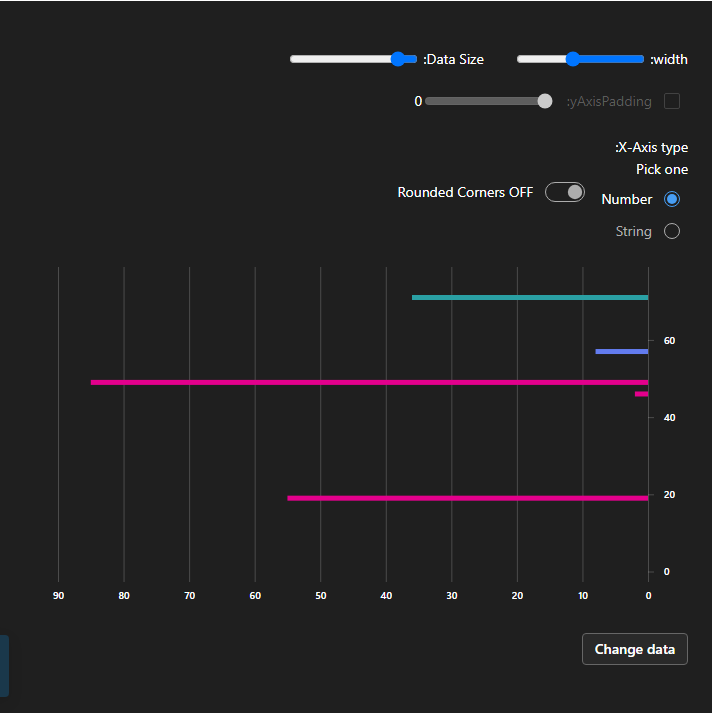 :width
:Data Size
:yAxisPadding
0
:X-Axis type
Pick one
Number
Rounded Corners OFF
String
60
40
20
0
90 80 70 60 50 40 30 20 10 0
Change data